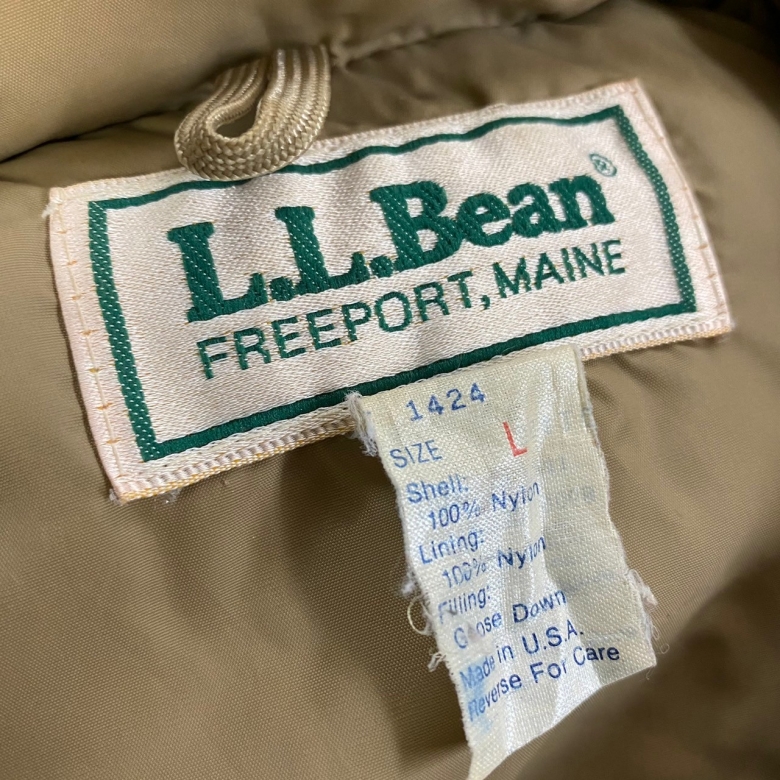 L.L.Bean®
FREEPORT, MAINE
1424
SIZE L
Shell:
100% Nylon
Lining:
100% Nylon
Filling:
Goose Down
Made in U.S.A.
Reverse For Care